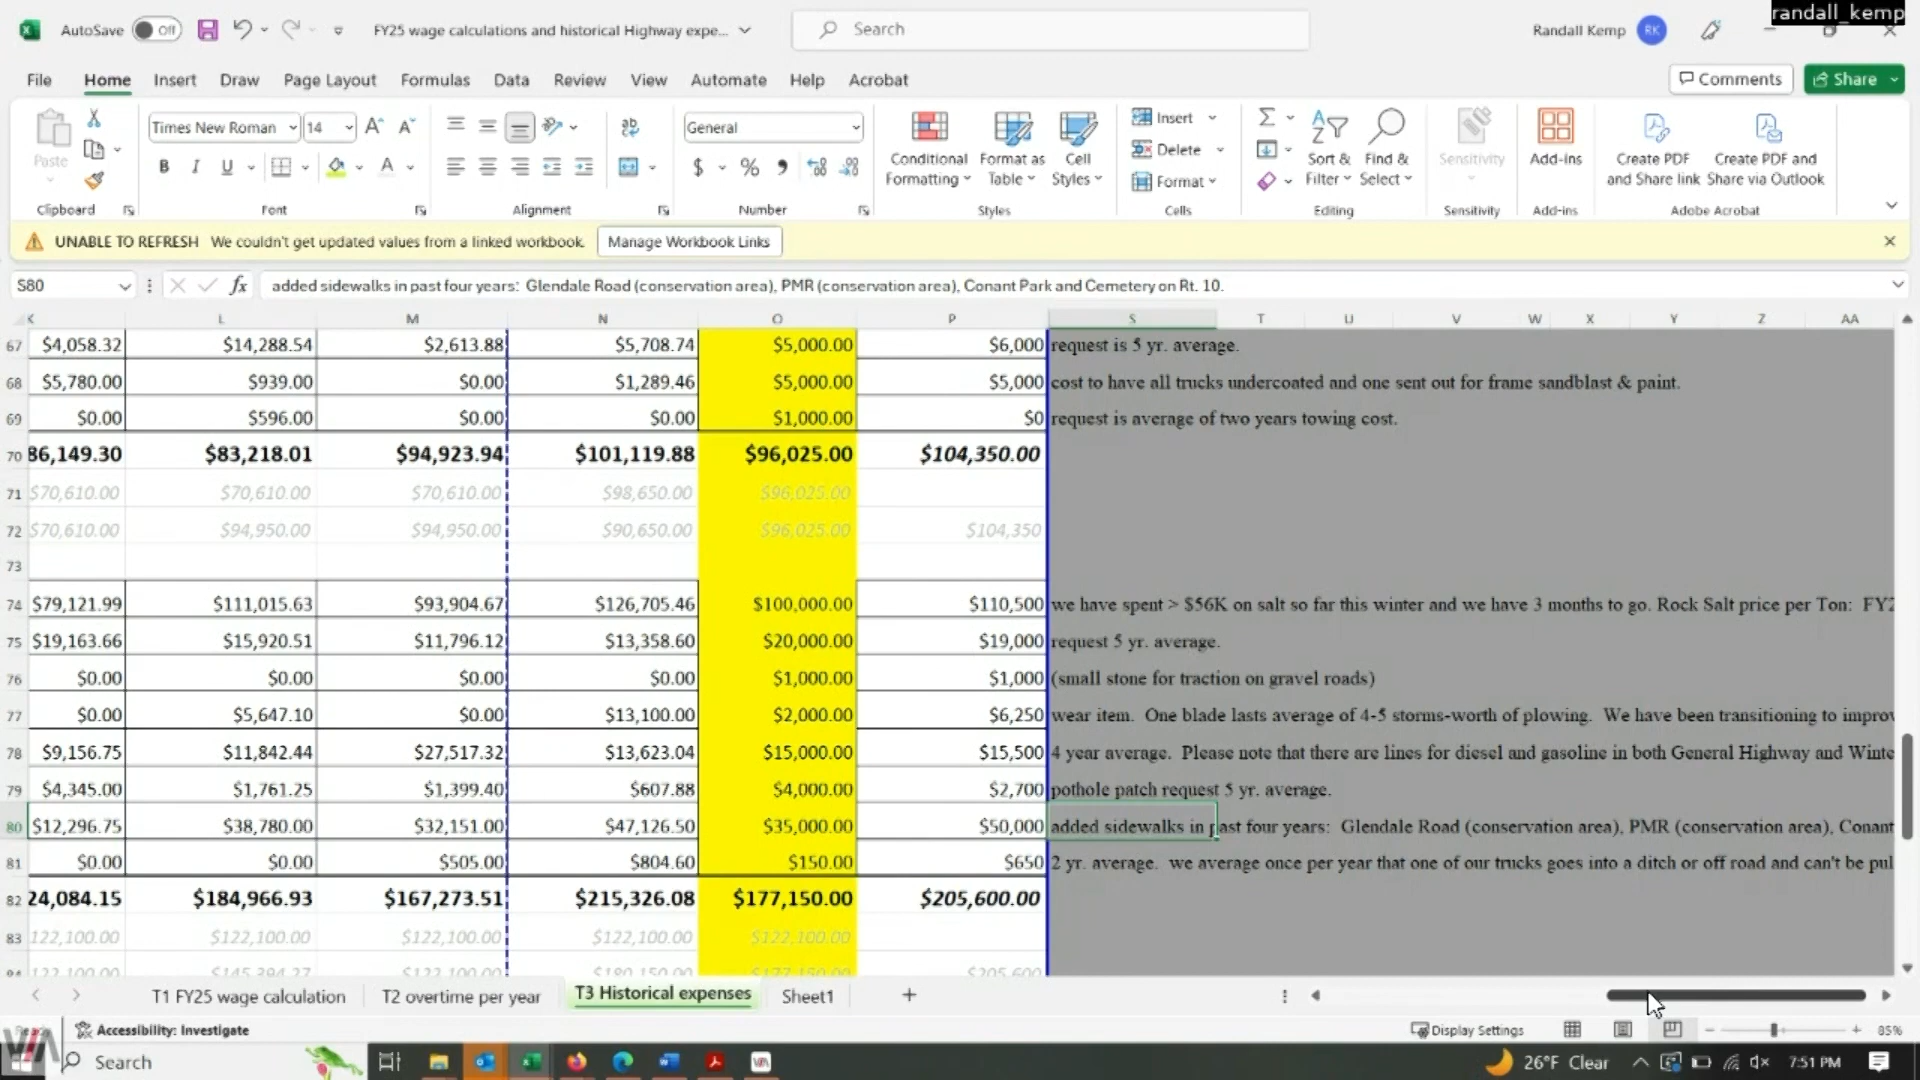 randall_kemp
AutoSave Off FY25 wage calculations and historical Highway expe... Search Randall Kemp RK
File Home Insert Draw Page Layout Formulas Data Review View Automate Help Acrobat Comments Share
Paste Times New Roman 14 General Conditional Formatting Format as Table Cell Styles Insert Delete Format Sort & Filter Find & Select Sensitivity Add-ins Create PDF and Share link Create PDF and Share via Outlook
Clipboard Font Alignment Number Styles Cells Editing Sensitivity Add-ins Adobe Acrobat
UNABLE TO REFRESH We couldn't get updated values from a linked workbook. Manage Workbook Links
S80 fx added sidewalks in past four years: Glendale Road (conservation area), PMR (conservation area), Conant Park and Cemetery on Rt. 10.
K L M N O P S T U V W X Y Z AA
67 $4,058.32 $14,288.54 $2,613.88 $5,708.74 $5,000.00 $6,000 request is 5 yr. average.
68 $5,780.00 $939.00 $0.00 $1,289.46 $5,000.00 $5,000 cost to have all trucks undercoated and one sent out for frame sandblast & paint.
69 $0.00 $596.00 $0.00 $0.00 $1,000.00 $0 request is average of two years towing cost.
70 86,149.30 $83,218.01 $94,923.94 $101,119.88 $96,025.00 $104,350.00
71 $70,610.00 $70,610.00 $70,610.00 $98,650.00 $96,025.00
72 $70,610.00 $94,950.00 $94,950.00 $90,650.00 $96,025.00 $104,350
73
74 $79,121.99 $111,015.63 $93,904.67 $126,705.46 $100,000.00 $110,500 we have spent > $56K on salt so far this winter and we have 3 months to go. Rock Salt price per Ton: FY2
75 $19,163.66 $15,920.51 $11,796.12 $13,358.60 $20,000.00 $19,000 request 5 yr. average.
76 $0.00 $0.00 $0.00 $0.00 $1,000.00 $1,000 (small stone for traction on gravel roads)
77 $0.00 $5,647.10 $0.00 $13,100.00 $2,000.00 $6,250 wear item. One blade lasts average of 4-5 storms-worth of plowing. We have been transitioning to improv
78 $9,156.75 $11,842.44 $27,517.32 $13,623.04 $15,000.00 $15,500 4 year average. Please note that there are lines for diesel and gasoline in both General Highway and Winte
79 $4,345.00 $1,761.25 $1,399.40 $607.88 $4,000.00 $2,700 pothole patch request 5 yr. average.
80 $12,296.75 $38,780.00 $32,151.00 $47,126.50 $35,000.00 $50,000 added sidewalks in past four years: Glendale Road (conservation area), PMR (conservation area), Conant
81 $0.00 $0.00 $505.00 $804.60 $150.00 $650 2 yr. average. we average once per year that one of our trucks goes into a ditch or off road and can't be pul
82 24,084.15 $184,966.93 $167,273.51 $215,326.08 $177,150.00 $205,600.00
83 122,100.00 $122,100.00 $122,100.00 $122,100.00 $122,100.00
T1 FY25 wage calculation T2 overtime per year T3 Historical expenses Sheet1
Accessibility: Investigate Display Settings 85%
Search 26°F Clear 7:51 PM